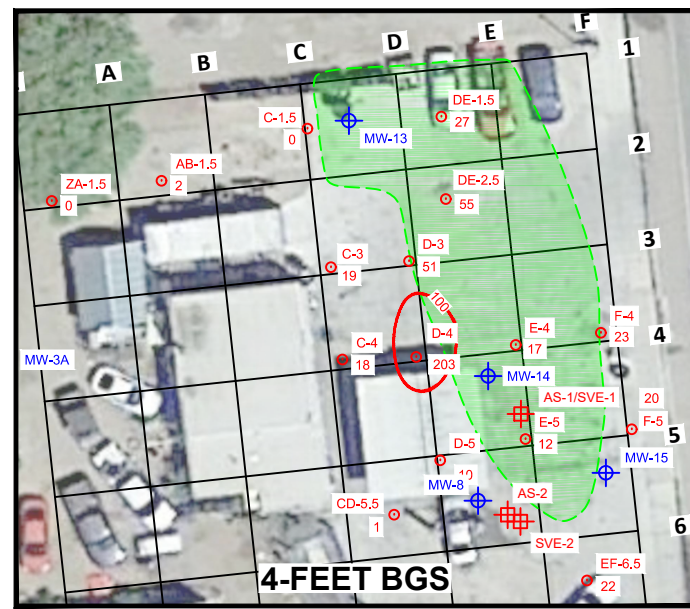 A
B
C
D
E
F
1
2
3
4
5
6
C-1,5
0
MW-13
DE-1.5
27
AB-1.5
2
ZA-1.5
0
DE-2.5
55
C-3
19
D-3
51
100
D-4
203
C-4
18
E-4
17
F-4
23
MW-3A
MW-14
AS-1/SVE-1
E-5
12
20
F-5
D-5
10
MW-8
MW-15
AS-2
CD-5,5
1
SVE-2
EF-6,5
22
4-FEET BGS